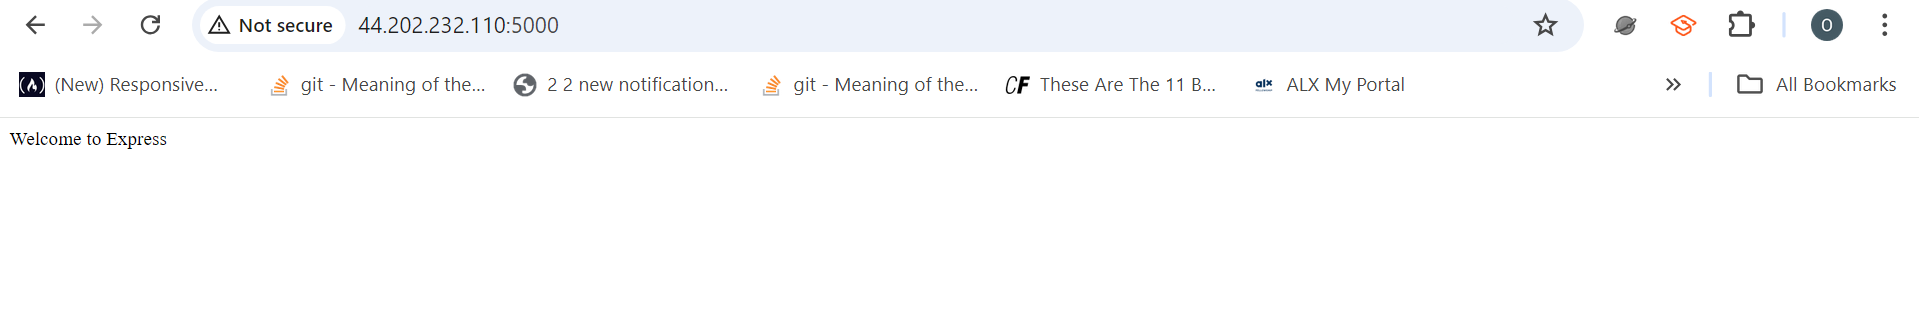 Not secure 44.202.232.110:5000 O
(New) Responsive... git - Meaning of the... 2 2 new notification... git - Meaning of the... CF These Are The 11 B... alx ALX My Portal » All Bookmarks
Welcome to Express